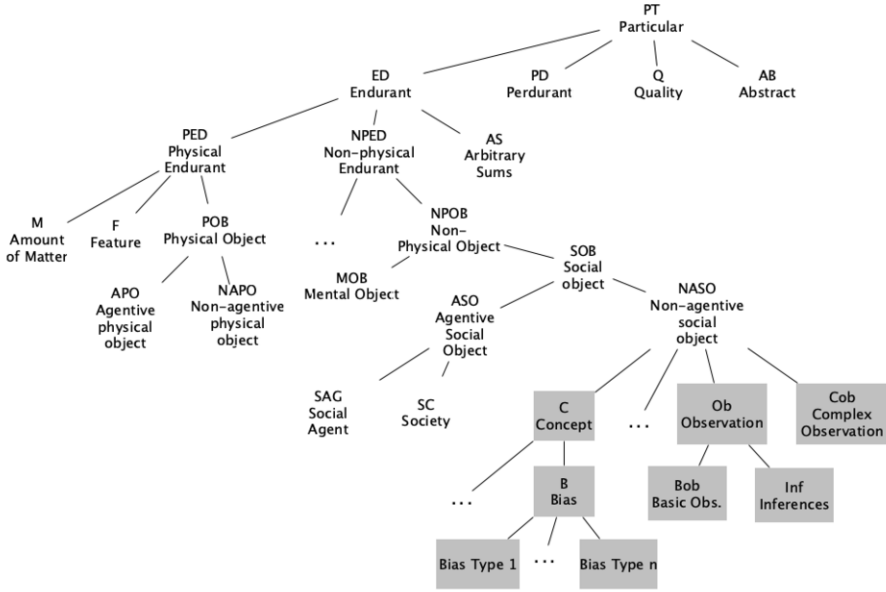 PT
Particular
ED
Endurant
PD
Perdurant
Q
Quality
AB
Abstract
PED
Physical
Endurant
NPED
Non-physical
Endurant
AS
Arbitrary
Sums
M
Amount
of Matter
F
Feature
POB
Physical Object
...
NPOB
Non-
Physical Object
APO
Agentive
physical
object
NAPO
Non-agentive
physical
object
MOB
Mental Object
SOB
Social
object
ASO
Agentive
Social
Object
NASO
Non-agentive
social
object
SAG
Social
Agent
SC
Society
C
Concept
...
Ob
Observation
Cob
Complex
Observation
...
B
Bias
Bob
Basic Obs.
Inf
Inferences
Bias Type 1
...
Bias Type n